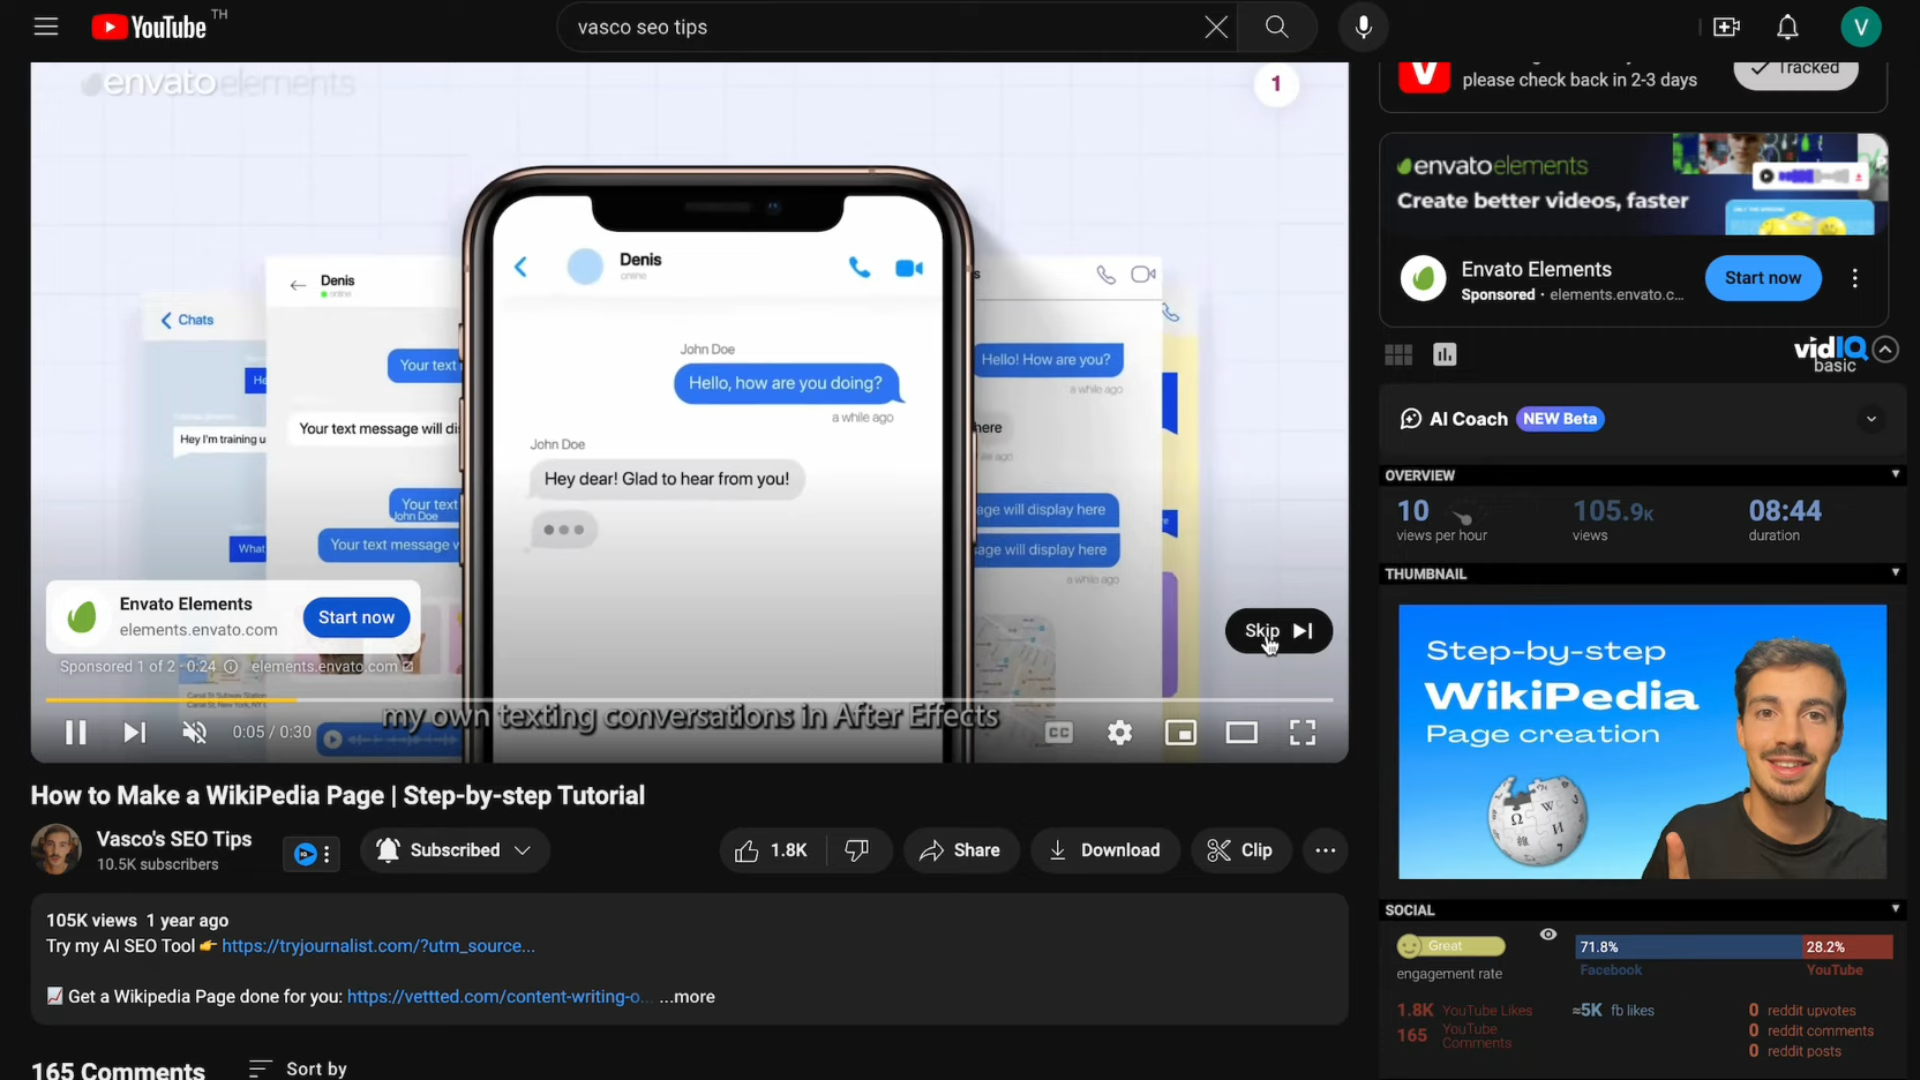 YouTube TH
vasco seo tips
V
envatoelements
1
please check back in 2-3 days
Tracked
envatoelements
Create better videos, faster
Envato Elements
Sponsored · elements.envato.c...
Start now
vidIQ
basic
AI Coach NEW Beta
OVERVIEW
10
views per hour
105.9K
views
08:44
duration
THUMBNAIL
Step-by-step
WikiPedia
Page creation
SOCIAL
Great
engagement rate
71.8%
28.2%
Facebook
YouTube
1.8K YouTube Likes
165 YouTube Comments
≈5K fb likes
0 reddit upvotes
0 reddit comments
0 reddit posts
Chats
Hey I'm training u
What
Denis
online
Your text
Your text message will di
Your text
John Doe
Your text message w
Denis
online
John Doe
Hello, how are you doing?
a while ago
John Doe
Hey dear! Glad to hear from you!
Hello! How are you?
a while ago
here
age will display here
age will display here
a while ago
Envato Elements
elements.envato.com
Start now
Skip
Sponsored 1 of 2 · 0:24 elements.envato.com
my own texting conversations in After Effects
0:05 / 0:30
CC
How to Make a WikiPedia Page | Step-by-step Tutorial
Vasco's SEO Tips
10.5K subscribers
Subscribed
1.8K
Share
Download
Clip
105K views 1 year ago
Try my AI SEO Tool 👉 https://tryjournalist.com/?utm_source...
📈 Get a Wikipedia Page done for you: https://vettted.com/content-writing-o... ...more
165 Comments
Sort by